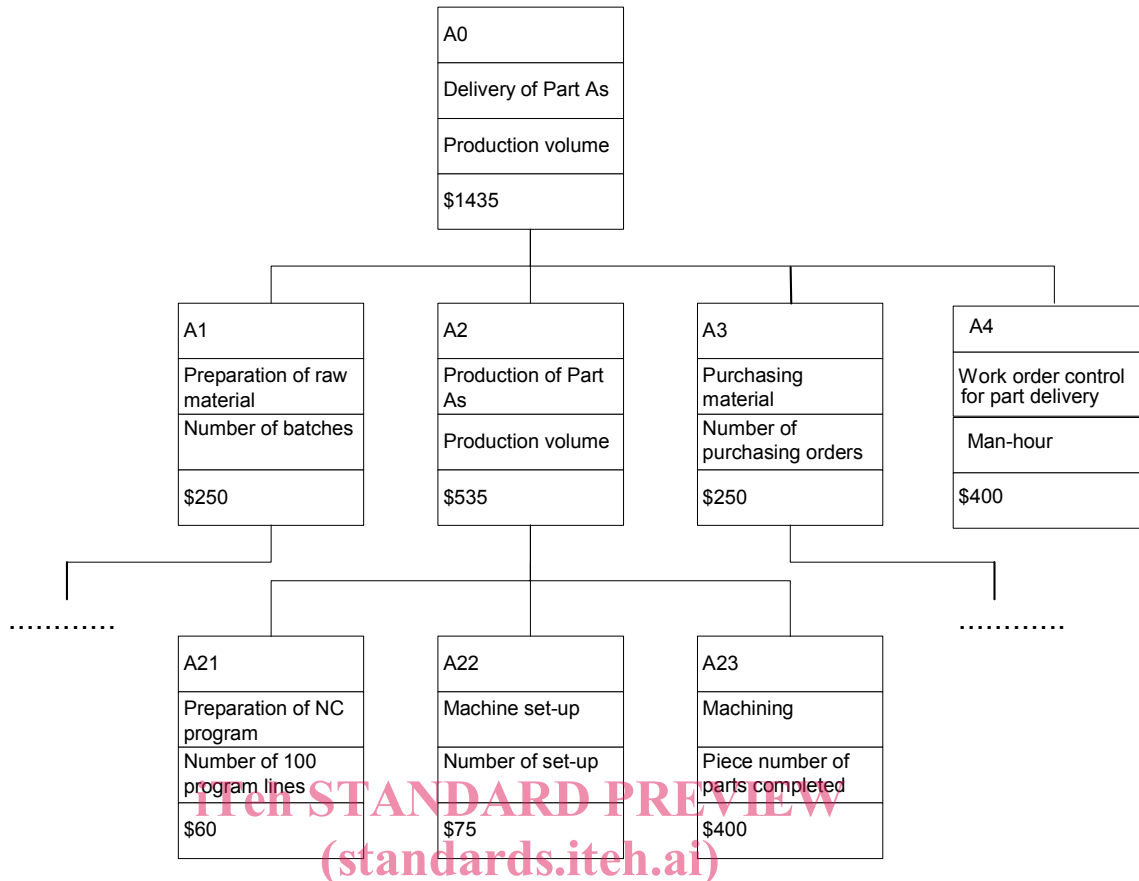 A0
Delivery of Part As
Production volume
$1435
A1
Preparation of raw
material
Number of batches
$250
A2
Production of Part
As
Production volume
$535
A3
Purchasing
material
Number of
purchasing orders
$250
A4
Work order control
for part delivery
Man-hour
$400
............
............
A21
Preparation of NC
program
Number of 100
program lines
$60
A22
Machine set-up
Number of set-up
$75
A23
Machining
Piece number of
parts completed
$400
iTeh STANDARD PREVIEW
(standards.iteh.ai)